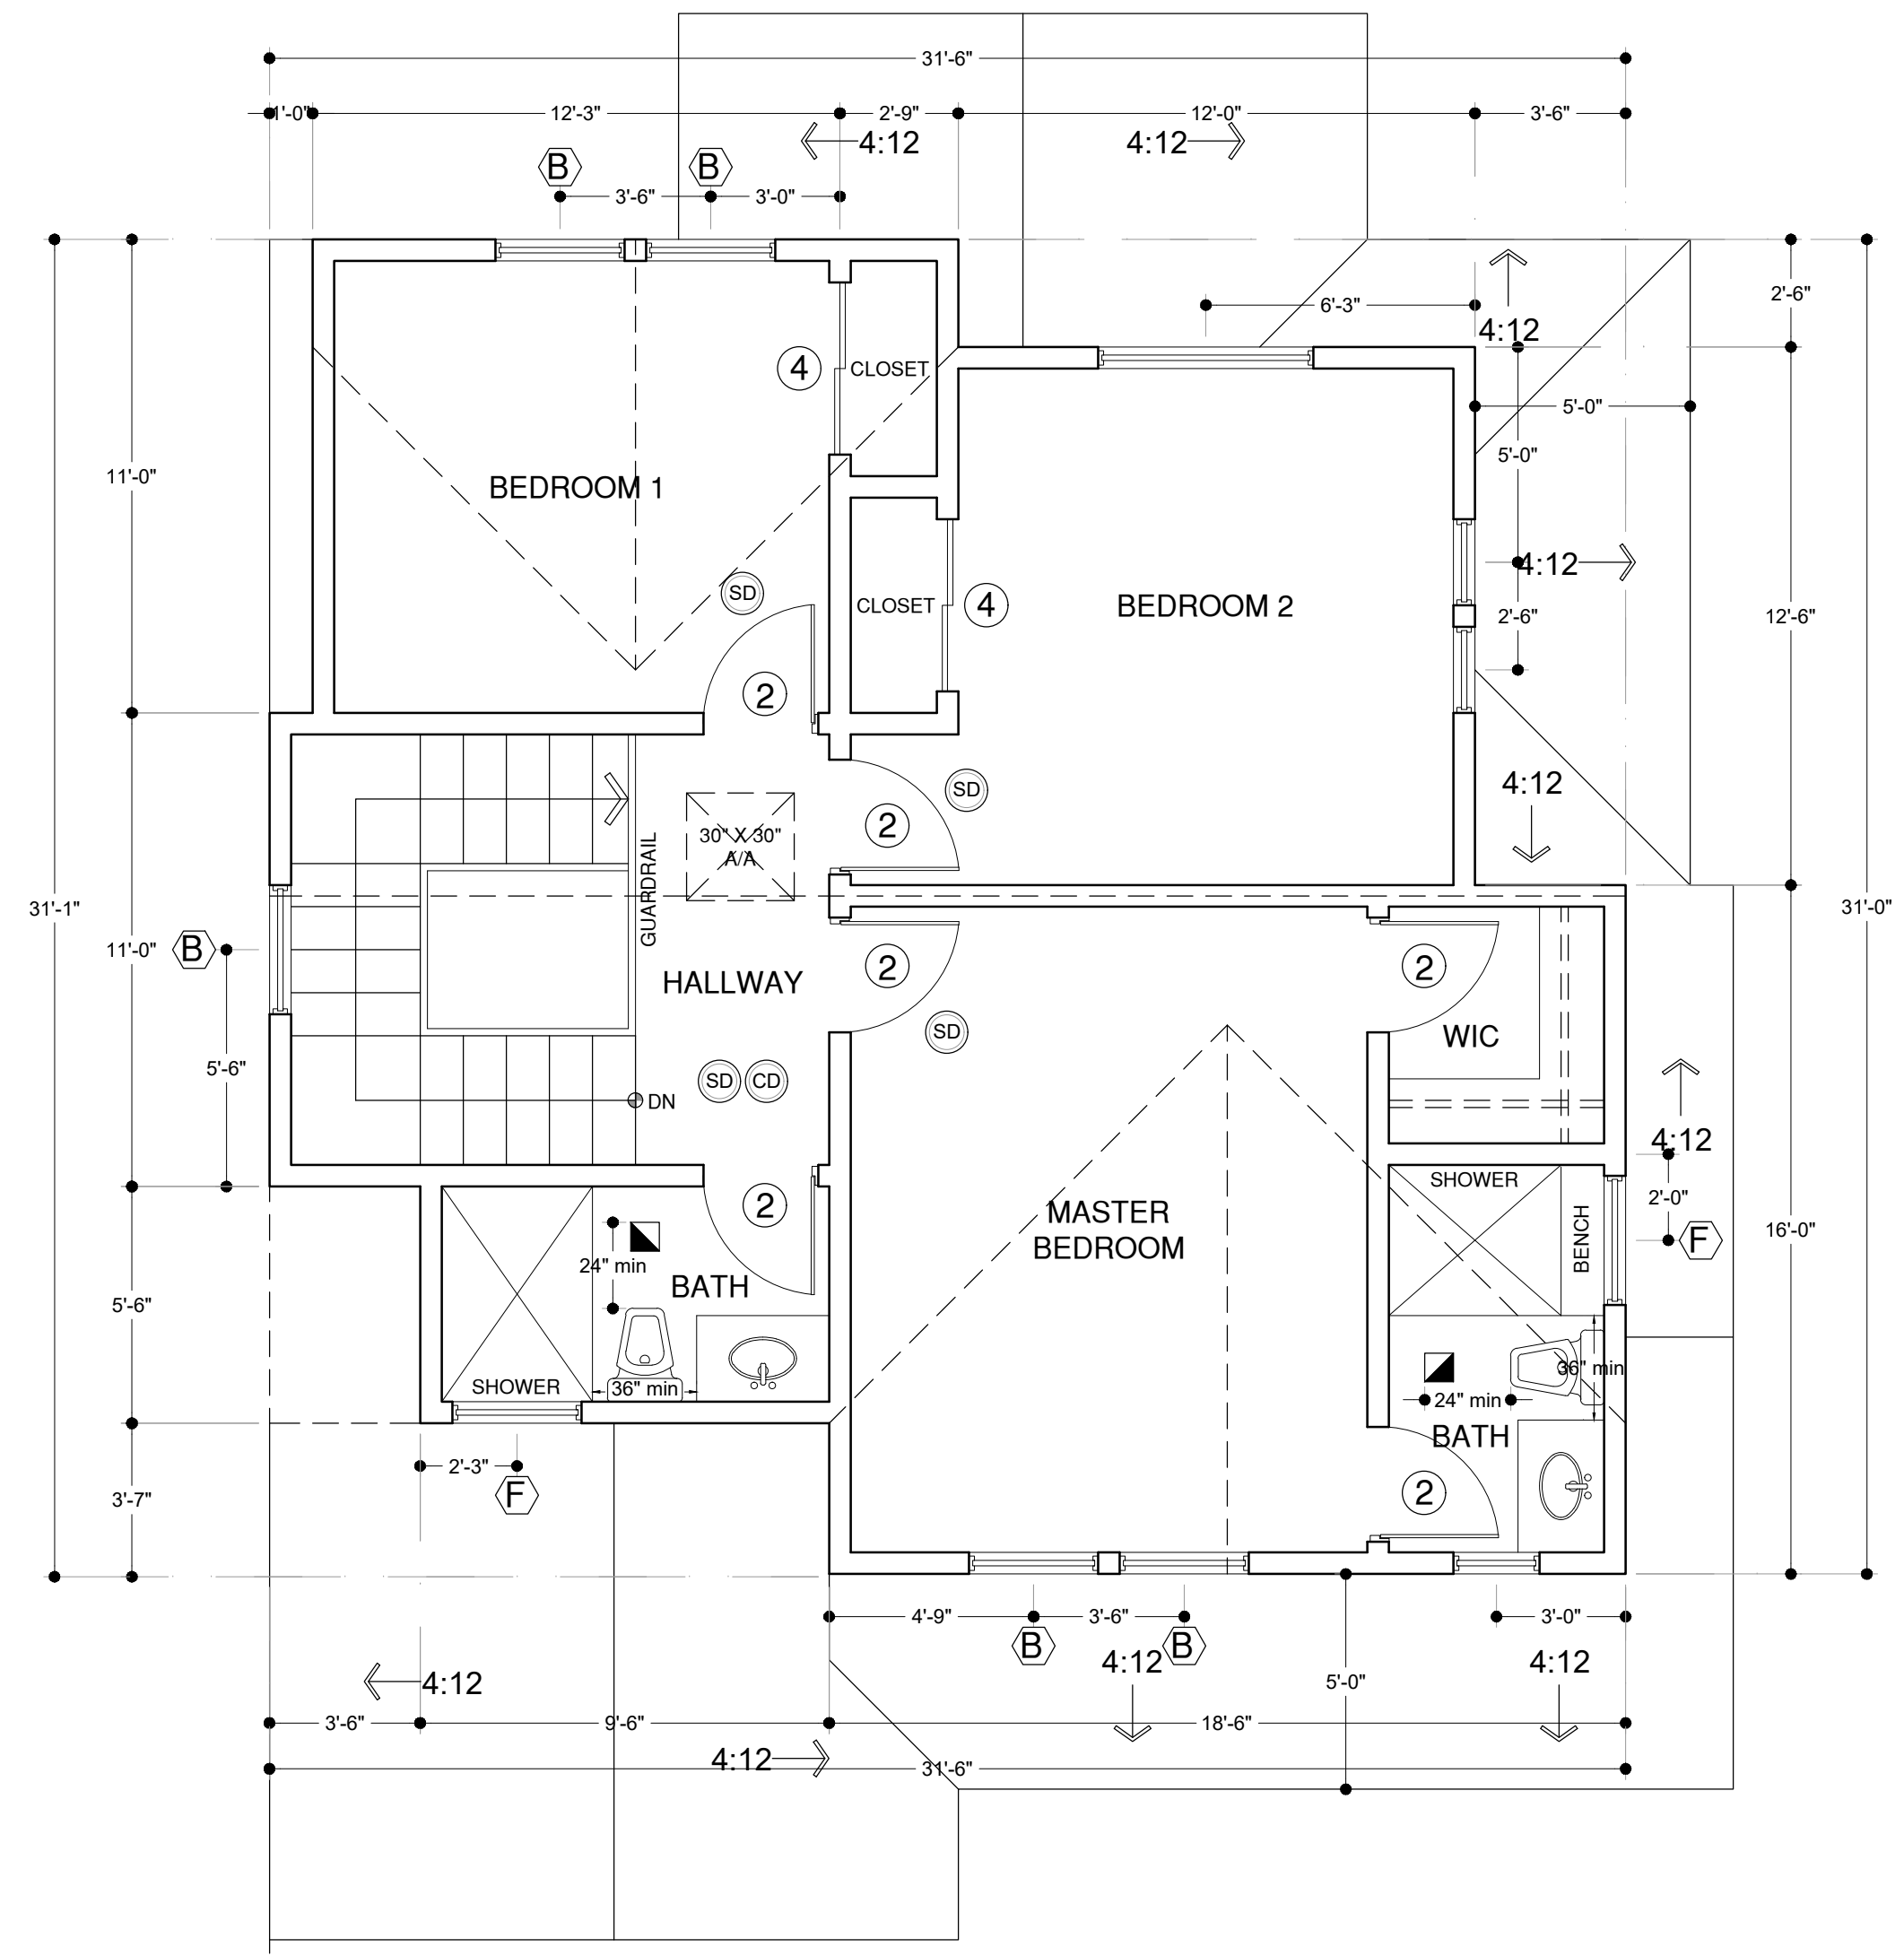 31'-6"
1'-0"
12'-3"
2'-9"
12'-0"
3'-6"
4:12
4:12
B
B
3'-6"
3'-0"
2'-6"
6'-3"
4:12
4
CLOSET
5'-0"
11'-0"
BEDROOM 1
5'-0"
4:12
SD
CLOSET
4
BEDROOM 2
2'-6"
12'-6"
2
SD
4:12
2
30" X 30"
A/A
GUARDRAIL
31'-1"
31'-0"
B
11'-0"
HALLWAY
2
2
SD
WIC
5'-6"
SD
CD
DN
4:12
SHOWER
2'-0"
2
MASTER
BEDROOM
BENCH
F
16'-0"
24" min
BATH
5'-6"
36" min
SHOWER
36" min
24" min
BATH
2'-3"
F
3'-7"
2
4'-9"
3'-6"
3'-0"
B
B
4:12
4:12
4:12
5'-0"
3'-6"
9'-6"
18'-6"
4:12
31'-6"